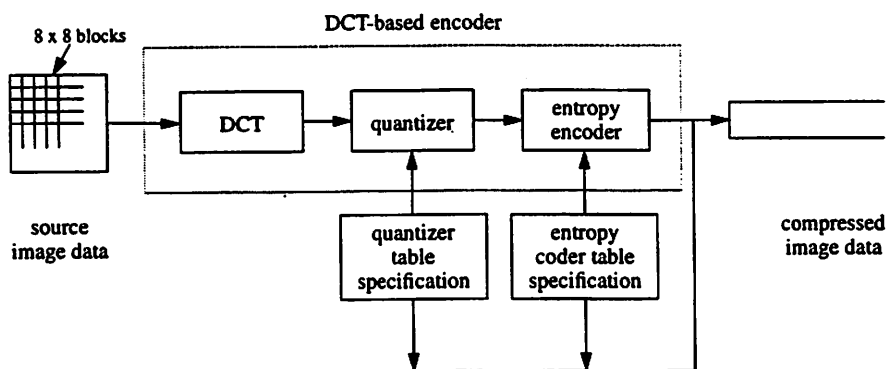 DCT-based encoder
8 x 8 blocks
DCT
quantizer
entropy
encoder
source
image data
quantizer
table
specification
entropy
coder table
specification
compressed
image data